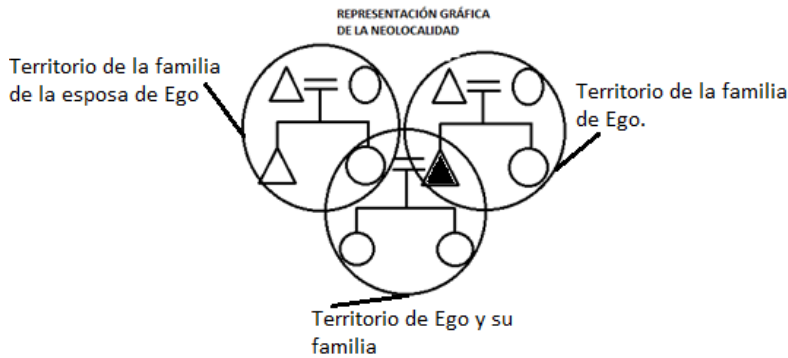 REPRESENTACIÓN GRÁFICA
DE LA NEOLOCALIDAD
Territorio de la familia
de la esposa de Ego
Territorio de la familia
de Ego.
Territorio de Ego y su
familia